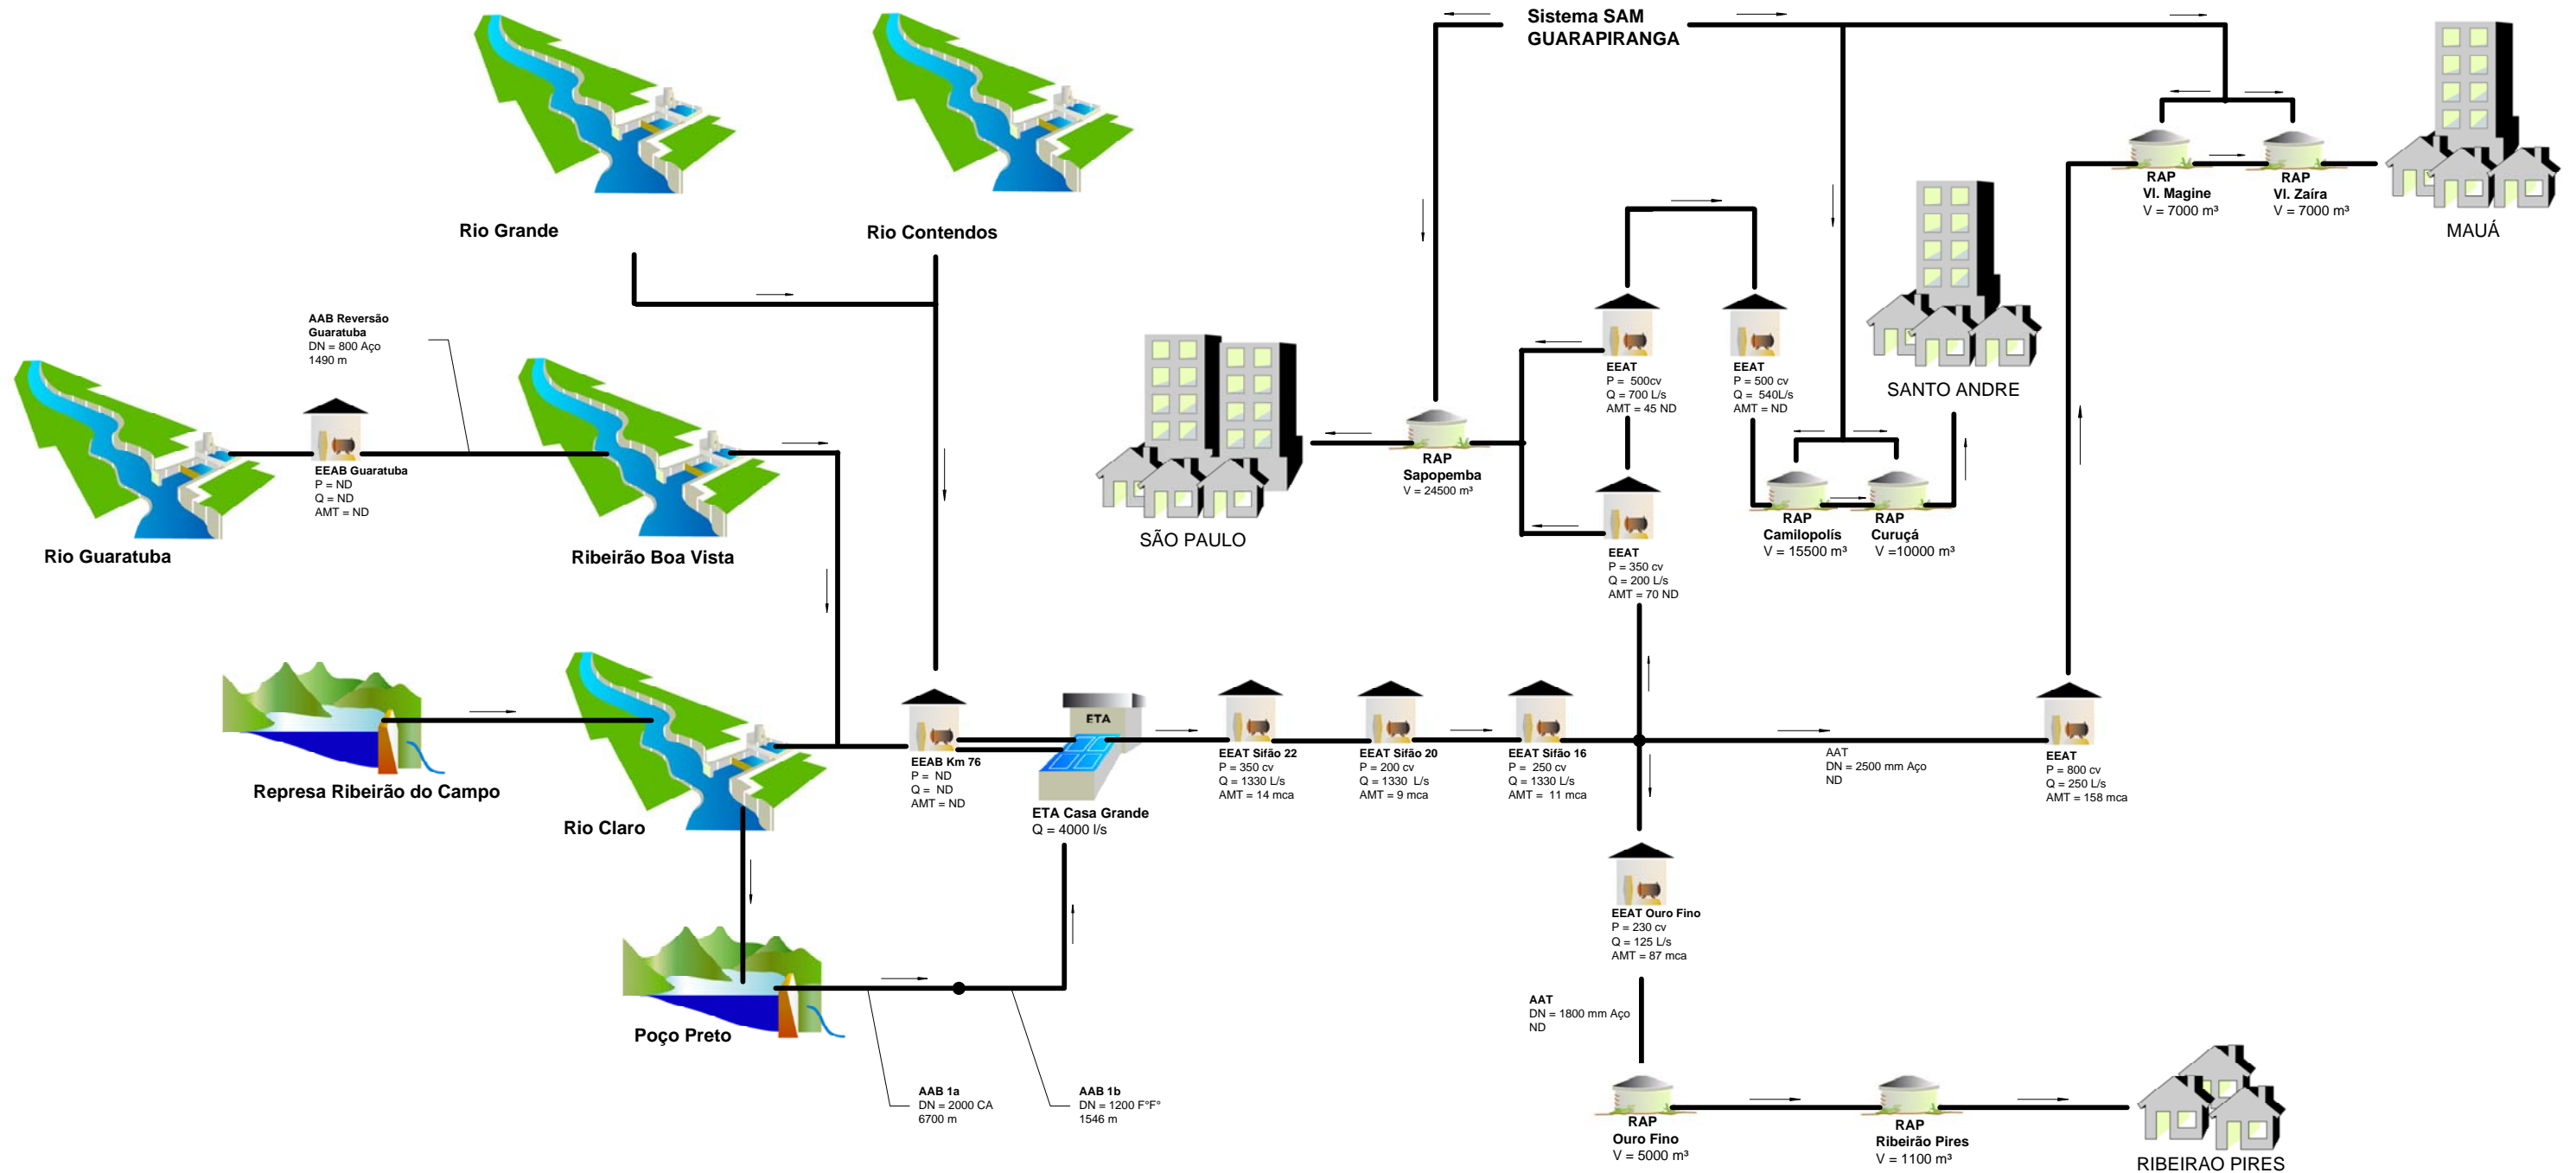 Sistema SAM
GUARAPIRANGA
Rio Grande
Rio Contendos
RAP
Vl. Magine
V = 7000 m³
RAP
Vl. Zaíra
V = 7000 m³
MAUÁ
AAB Reversão
Guaratuba
DN = 800 Aço
1490 m
EEAB Guaratuba
P = ND
Q = ND
AMT = ND
Rio Guaratuba
Ribeirão Boa Vista
SÃO PAULO
RAP
Sapopemba
V = 24500 m³
EEAT
P = 500cv
Q = 700 L/s
AMT = 45 ND
EEAT
P = 500 cv
Q = 540L/s
AMT = ND
SANTO ANDRE
RAP
Camilopolís
V = 15500 m³
RAP
Curuçá
V =10000 m³
EEAT
P = 350 cv
Q = 200 L/s
AMT = 70 ND
Represa Ribeirão do Campo
Rio Claro
EEAB Km 76
P = ND
Q = ND
AMT = ND
ETA
ETA Casa Grande
Q = 4000 l/s
EEAT Sifão 22
P = 350 cv
Q = 1330 L/s
AMT = 14 mca
EEAT Sifão 20
P = 200 cv
Q = 1330 L/s
AMT = 9 mca
EEAT Sifão 16
P = 250 cv
Q = 1330 L/s
AMT = 11 mca
AAT
DN = 2500 mm Aço
ND
EEAT
P = 800 cv
Q = 250 L/s
AMT = 158 mca
EEAT Ouro Fino
P = 230 cv
Q = 125 L/s
AMT = 87 mca
Poço Preto
AAB 1a
DN = 2000 CA
6700 m
AAB 1b
DN = 1200 FºFº
1546 m
AAT
DN = 1800 mm Aço
ND
RAP
Ouro Fino
V = 5000 m³
RAP
Ribeirão Pires
V = 1100 m³
RIBEIRAO PIRES